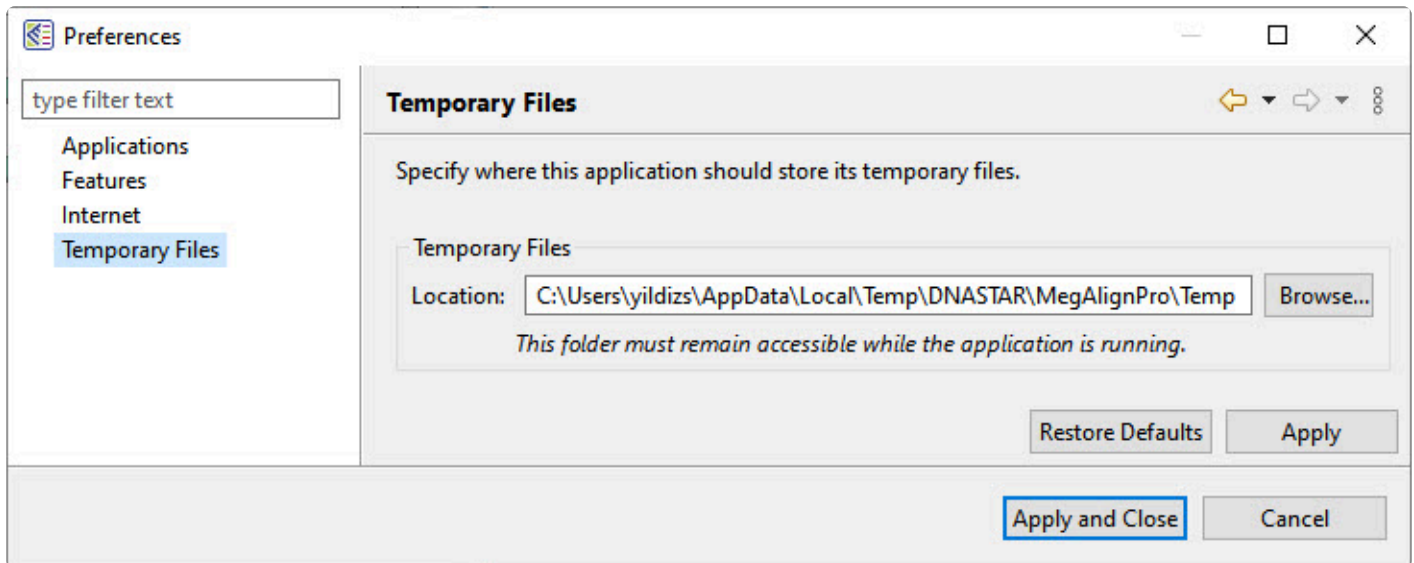 Preferences
type filter text
Applications
Features
Internet
Temporary Files
Temporary Files
Specify where this application should store its temporary files.
Temporary Files
Location: C:\Users\yildizs\AppData\Local\Temp\DNASTAR\MegAlignPro\Temp Browse...
This folder must remain accessible while the application is running.
Restore Defaults Apply
Apply and Close Cancel